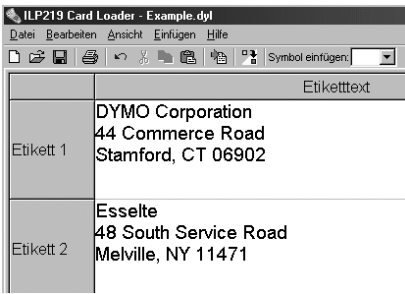 ILP219 Card Loader - Example.dyl
Datei Bearbeiten Ansicht Einfügen Hilfe
Symbol einfügen:
Etiketttext
Etikett 1
DYMO Corporation
44 Commerce Road
Stamford, CT 06902
Etikett 2
Esselte
48 South Service Road
Melville, NY 11471